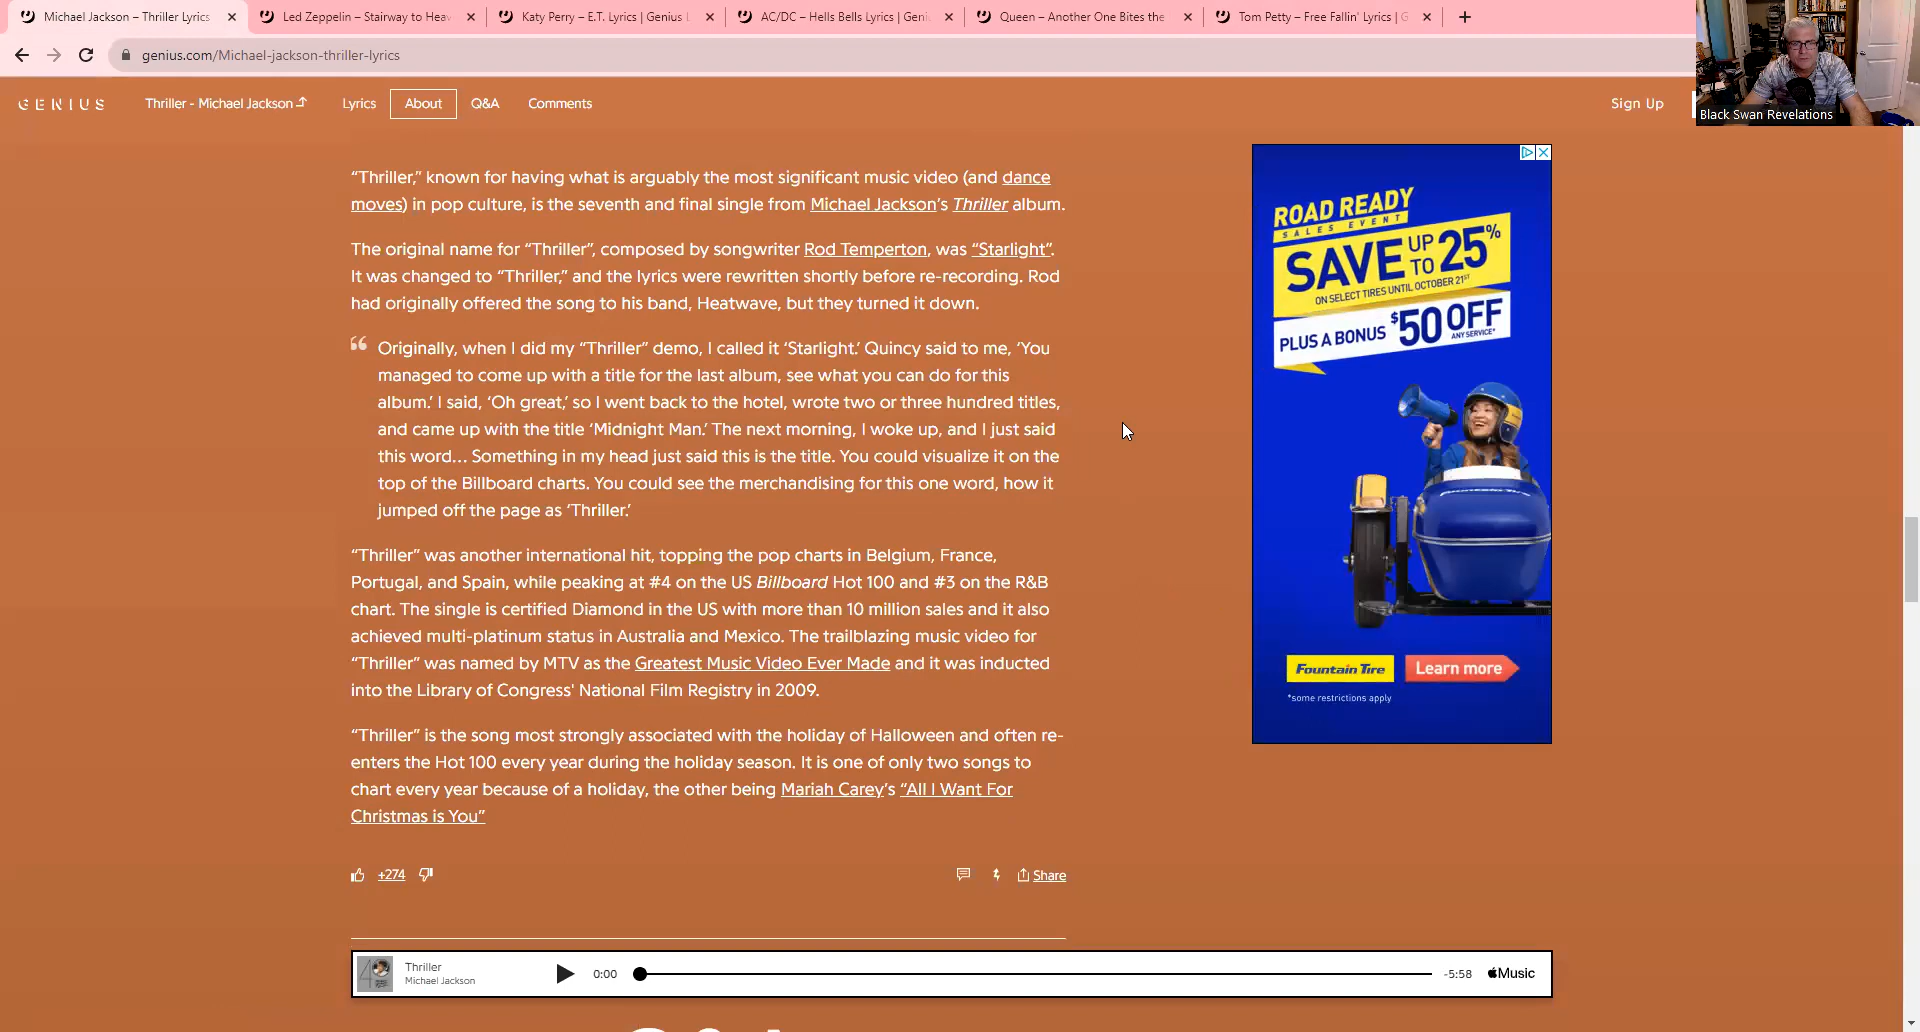 Michael Jackson – Thriller Lyrics
Led Zeppelin – Stairway to Heav
Katy Perry – E.T. Lyrics | Genius L
AC/DC – Hells Bells Lyrics | Geni
Queen – Another One Bites the
Tom Petty – Free Fallin' Lyrics | G
genius.com/Michael-jackson-thriller-lyrics
GENIUS
Thriller - Michael Jackson
Lyrics
About
Q&A
Comments
Sign Up
Black Swan Revelations
“Thriller,” known for having what is arguably the most significant music video (and dance
moves) in pop culture, is the seventh and final single from Michael Jackson’s Thriller album.
The original name for “Thriller”, composed by songwriter Rod Temperton, was “Starlight”.
It was changed to “Thriller,” and the lyrics were rewritten shortly before re-recording. Rod
had originally offered the song to his band, Heatwave, but they turned it down.
“ Originally, when I did my “Thriller” demo, I called it ‘Starlight.’ Quincy said to me, ‘You
managed to come up with a title for the last album, see what you can do for this
album.’ I said, ‘Oh great,’ so I went back to the hotel, wrote two or three hundred titles,
and came up with the title ‘Midnight Man.’ The next morning, I woke up, and I just said
this word… Something in my head just said this is the title. You could visualize it on the
top of the Billboard charts. You could see the merchandising for this one word, how it
jumped off the page as ‘Thriller.’
“Thriller” was another international hit, topping the pop charts in Belgium, France,
Portugal, and Spain, while peaking at #4 on the US Billboard Hot 100 and #3 on the R&B
chart. The single is certified Diamond in the US with more than 10 million sales and it also
achieved multi-platinum status in Australia and Mexico. The trailblazing music video for
“Thriller” was named by MTV as the Greatest Music Video Ever Made and it was inducted
into the Library of Congress' National Film Registry in 2009.
“Thriller” is the song most strongly associated with the holiday of Halloween and often re-
enters the Hot 100 every year during the holiday season. It is one of only two songs to
chart every year because of a holiday, the other being Mariah Carey’s “All I Want For
Christmas is You”
+274
Share
ROAD READY
SALES EVENT
SAVE UP TO 25%
ON SELECT TIRES UNTIL OCTOBER 21ST
PLUS A BONUS $50 OFF
ANY SERVICE*
Fountain Tire
Learn more
*some restrictions apply
Thriller
Michael Jackson
0:00
-5:58
Music